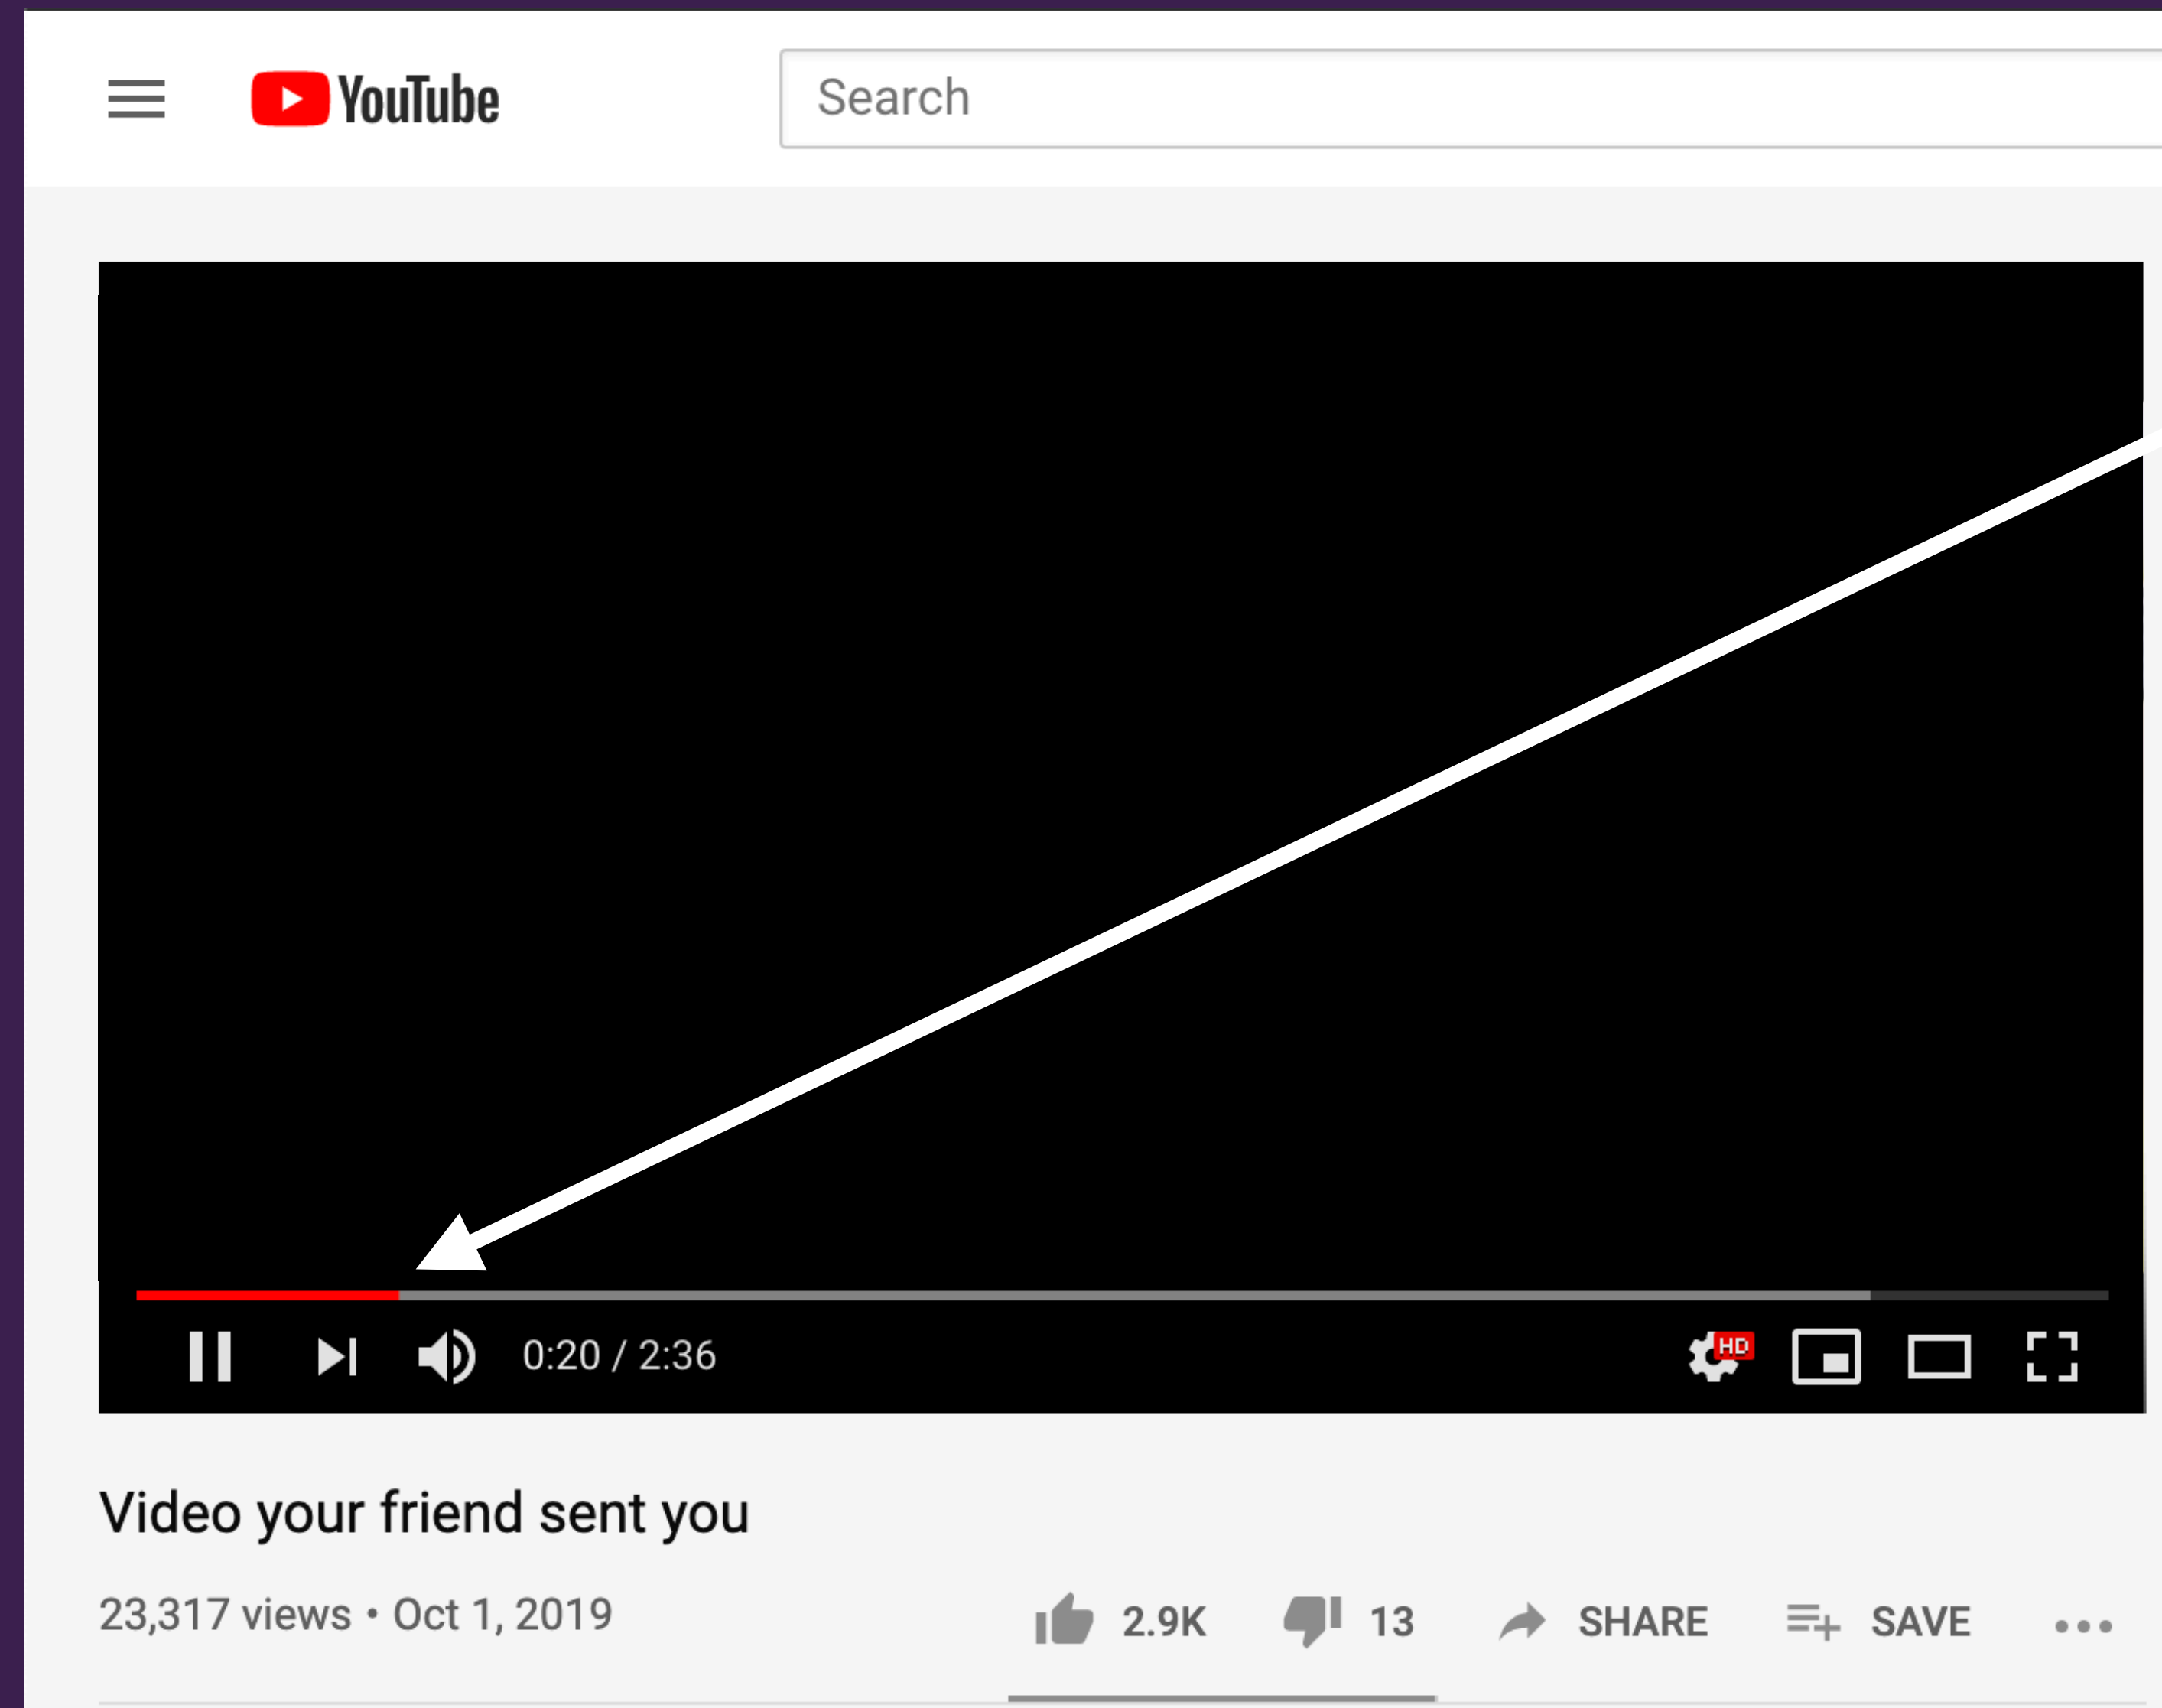 YouTube
Search
0:20 / 2:36
HD
Video your friend sent you
23,317 views • Oct 1, 2019
2.9K
13
SHARE
SAVE